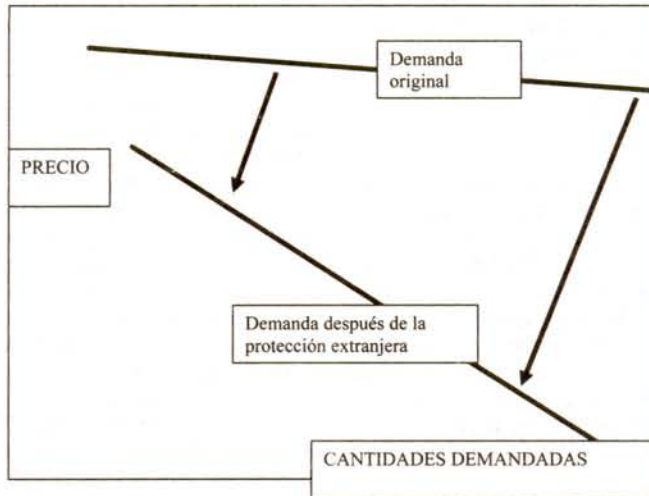 Demanda
original
PRECIO
Demanda después de la
protección extranjera
CANTIDADES DEMANDADAS